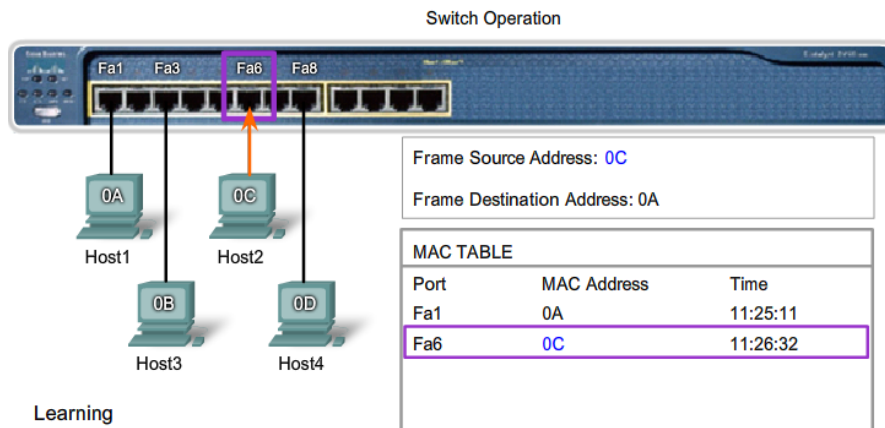 Switch Operation
Fa1 Fa3 Fa6 Fa8
0A 0C
Host1 Host2
0B 0D
Host3 Host4
Learning
Frame Source Address: 0C
Frame Destination Address: 0A
MAC TABLE
Port MAC Address Time
Fa1 0A 11:25:11
Fa6 0C 11:26:32